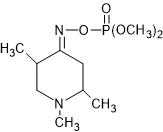 O
N O P(OCH₃)₂
H₃C
N CH₃
CH₃